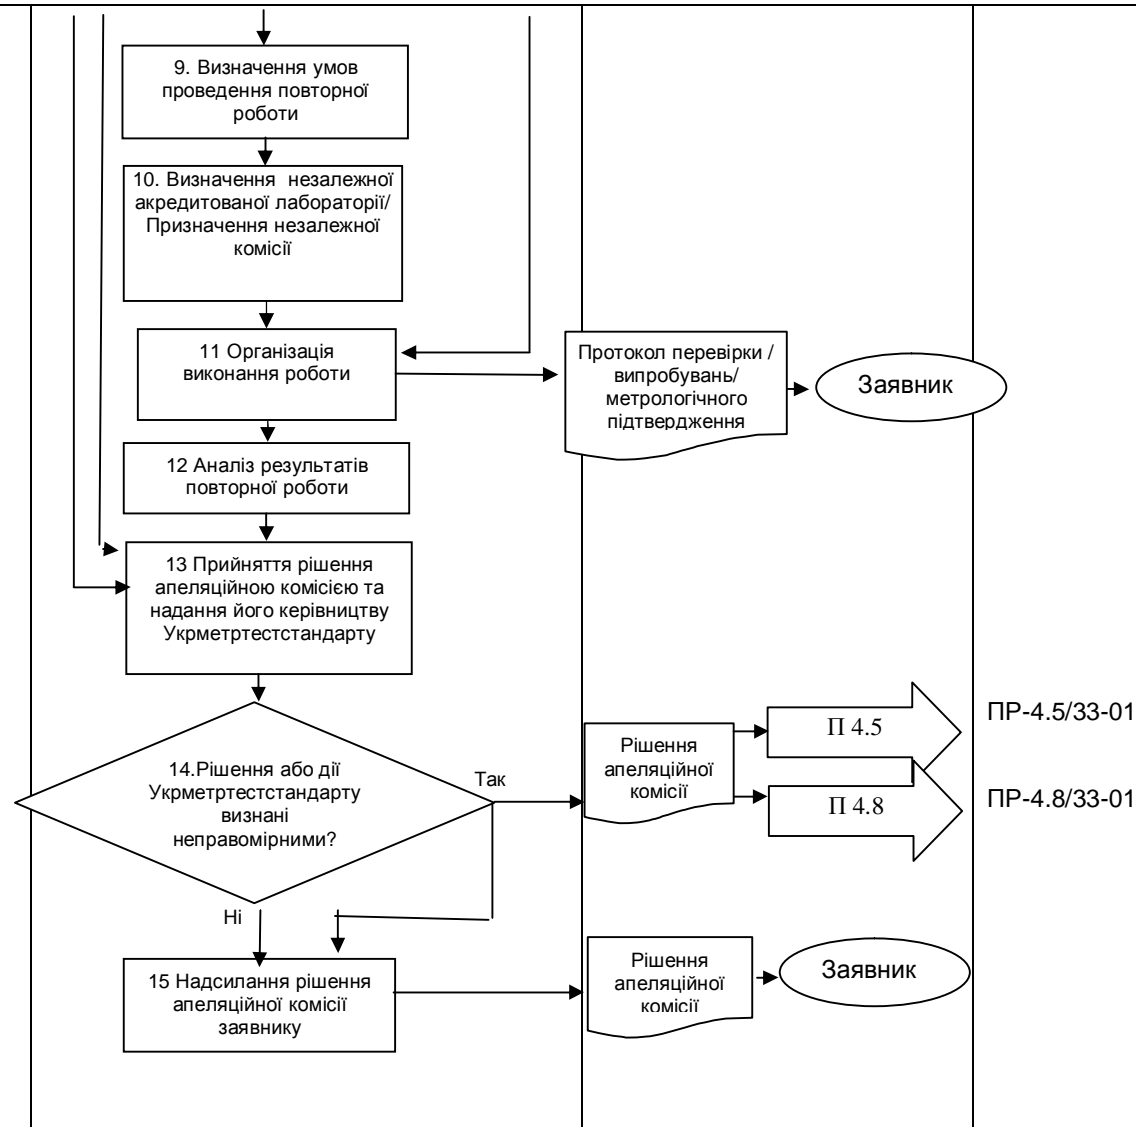 9. Визначення умов
проведення повторної
роботи
10. Визначення незалежної
акредитованої лабораторії/
Призначення незалежної
комісії
11 Організація
виконання роботи
Протокол перевірки /
випробувань/
метрологічного
підтвердження
Заявник
12 Аналіз результатів
повторної роботи
13 Прийняття рішення
апеляційною комісією та
надання його керівництву
Укрметртестстандарту
14.Рішення або дії
Укрметртестстандарту
визнані
неправомірними?
Так
Ні
Рішення
апеляційної
комісії
П 4.5
ПР-4.5/33-01
П 4.8
ПР-4.8/33-01
15 Надсилання рішення
апеляційної комісії
заявнику
Рішення
апеляційної
комісії
Заявник